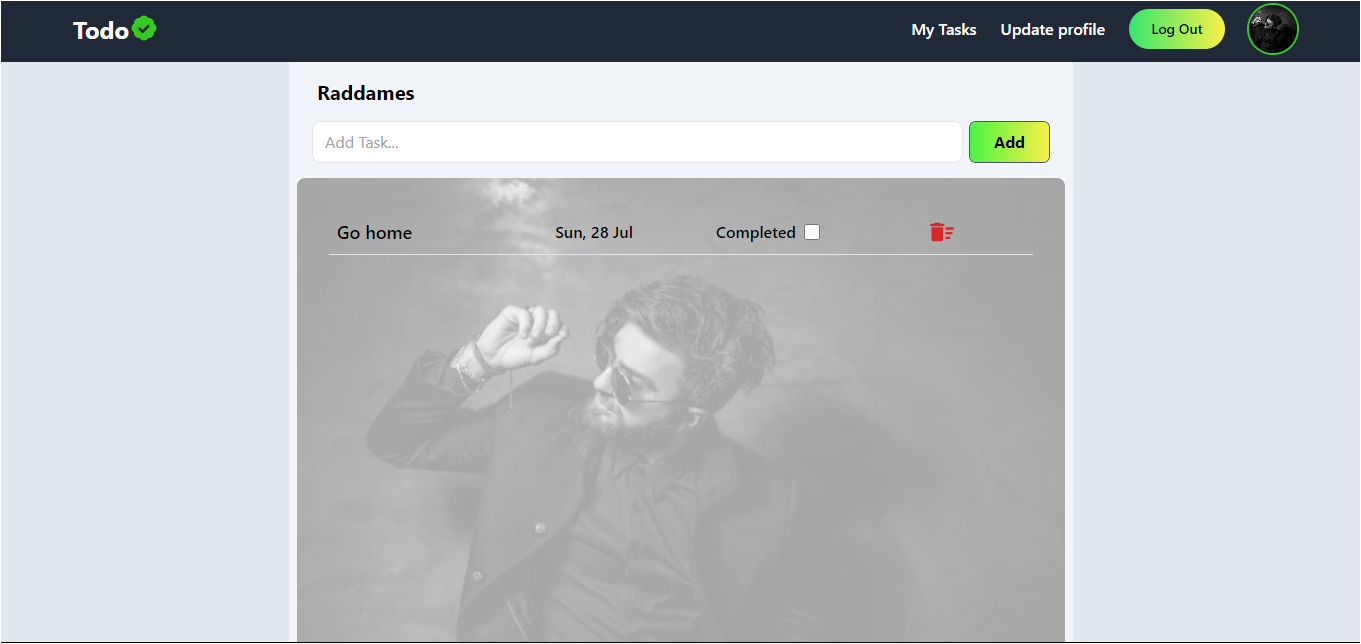 Todo
My Tasks Update profile Log Out
Raddames
Add Task... Add
Go home Sun, 28 Jul Completed